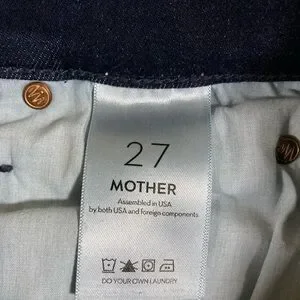 27
MOTHER
Assembled in USA
by both USA and foreign components
DO YOUR OWN LAUNDRY